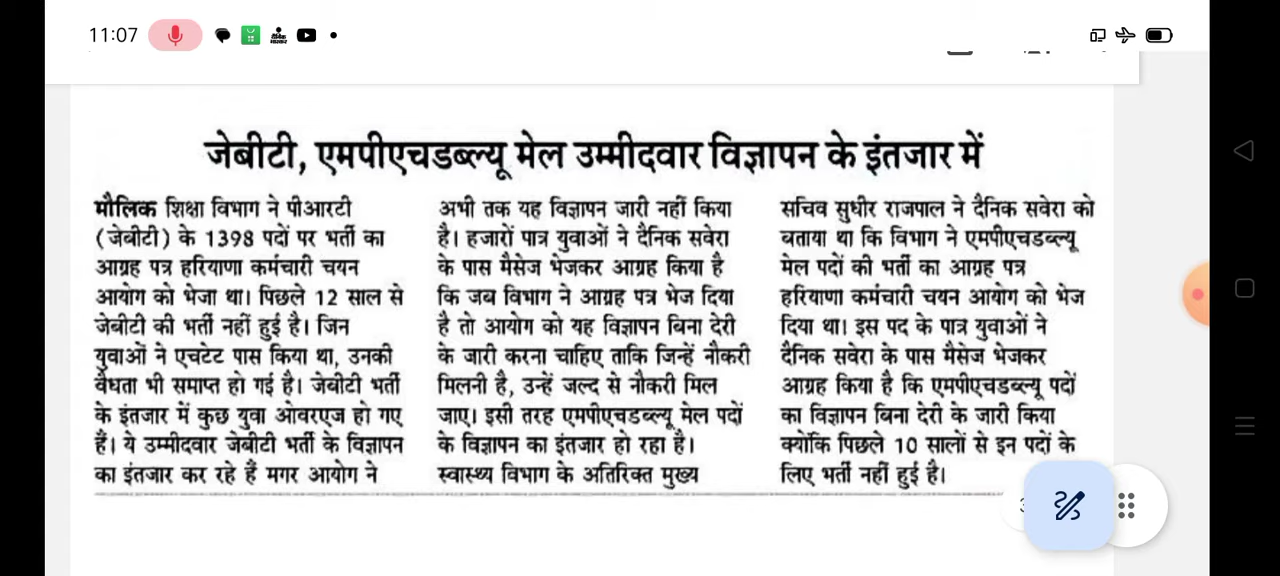 11:07
जेबीटी, एमपीएचडब्ल्यू मेल उम्मीदवार विज्ञापन के इंतजार में
मौलिक शिक्षा विभाग ने पीआरटी
(जेबीटी) के 1398 पदों पर भर्ती का
आग्रह पत्र हरियाणा कर्मचारी चयन
आयोग को भेजा था। पिछले 12 साल से
जेबीटी की भर्ती नहीं हुई है। जिन
युवाओं ने एचटेट पास किया था, उनकी
वैधता भी समाप्त हो गई है। जेबीटी भर्ती
के इंतजार में कुछ युवा ओवरएज हो गए
हैं। ये उम्मीदवार जेबीटी भर्ती के विज्ञापन
का इंतजार कर रहे हैं मगर आयोग ने
अभी तक यह विज्ञापन जारी नहीं किया
है। हजारों पात्र युवाओं ने दैनिक सवेरा
के पास मैसेज भेजकर आग्रह किया है
कि जब विभाग ने आग्रह पत्र भेज दिया
है तो आयोग को यह विज्ञापन बिना देरी
के जारी करना चाहिए ताकि जिन्हें नौकरी
मिलनी है, उन्हें जल्द से नौकरी मिल
जाए। इसी तरह एमपीएचडब्ल्यू मेल पदों
के विज्ञापन का इंतजार हो रहा है।
स्वास्थ्य विभाग के अतिरिक्त मुख्य
सचिव सुधीर राजपाल ने दैनिक सवेरा को
बताया था कि विभाग ने एमपीएचडब्ल्यू
मेल पदों की भर्ती का आग्रह पत्र
हरियाणा कर्मचारी चयन आयोग को भेज
दिया था। इस पद के पात्र युवाओं ने
दैनिक सवेरा के पास मैसेज भेजकर
आग्रह किया है कि एमपीएचडब्ल्यू पदों
का विज्ञापन बिना देरी के जारी किया
क्योंकि पिछले 10 सालों से इन पदों के
लिए भर्ती नहीं हुई है।